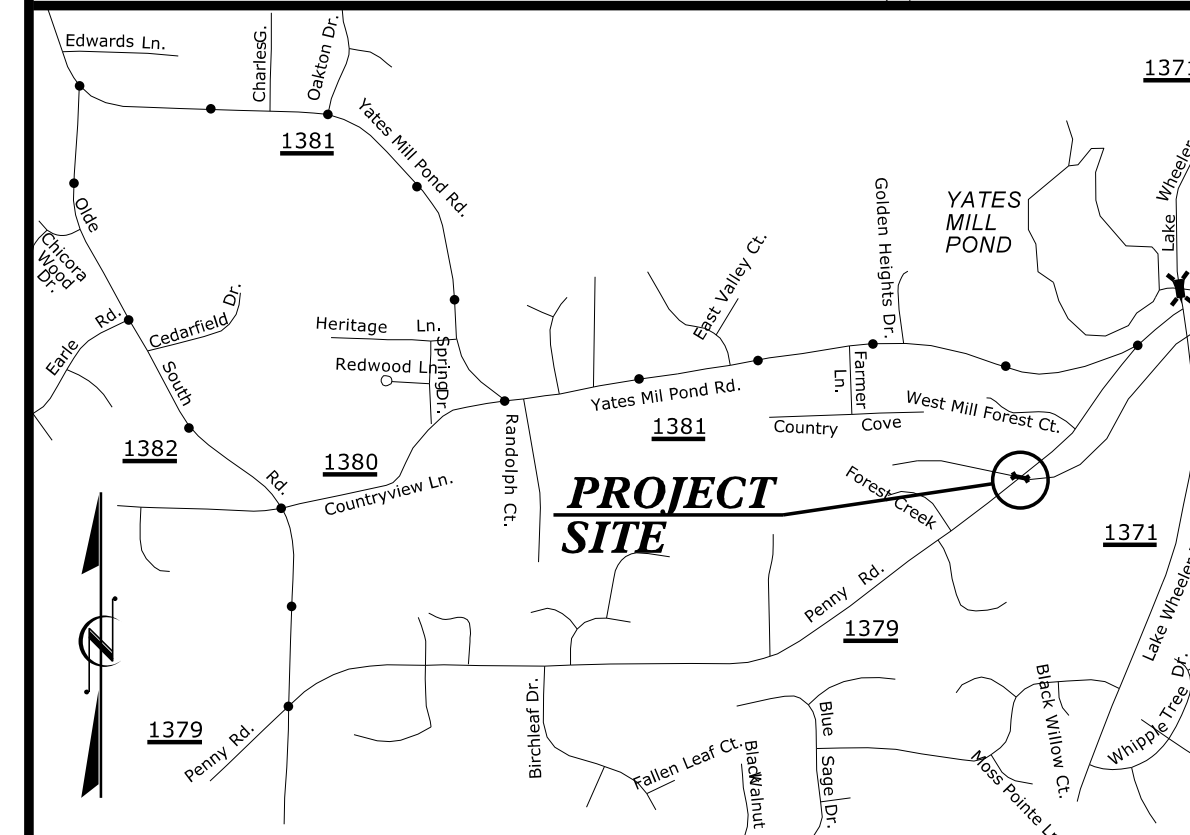 Edwards Ln.
CharlesG.
Oakton Dr.
1371
1381
Yates Mill Pond Rd.
YATES
MILL
POND
Lake Wheeler
Golden Heights Dr.
Olde
Chicora
Wood
Dr.
East Valley Ct.
Earle Rd.
Cedarfield Dr.
Heritage Ln.
Redwood Ln.
SpringDr.
South
Yates Mil Pond Rd.
Farmer
Ln.
West Mill Forest Ct.
Country Cove
1381
1382
1380
Rd.
Countryview Ln.
Randolph Ct.
PROJECT
SITE
Forest Creek
1371
N
Penny Rd.
1379
Lake Wheeler
1379
Penny Rd.
Birchleaf Dr.
Fallen Leaf Ct.
Black
Walnut
Blue Sage Dr.
Black Willow Ct.
Moss Pointe
Whipple Tree Dr.